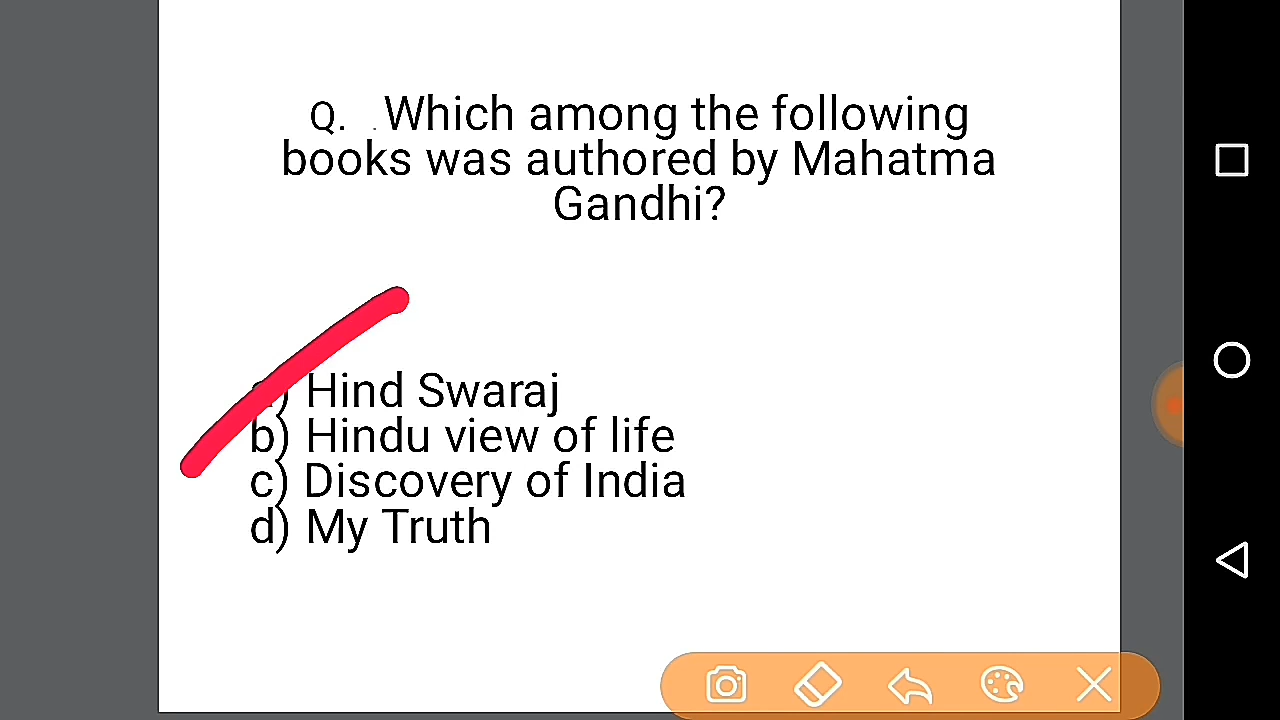 Q. .Which among the following
books was authored by Mahatma
Gandhi?
a) Hind Swaraj
b) Hindu view of life
c) Discovery of India
d) My Truth